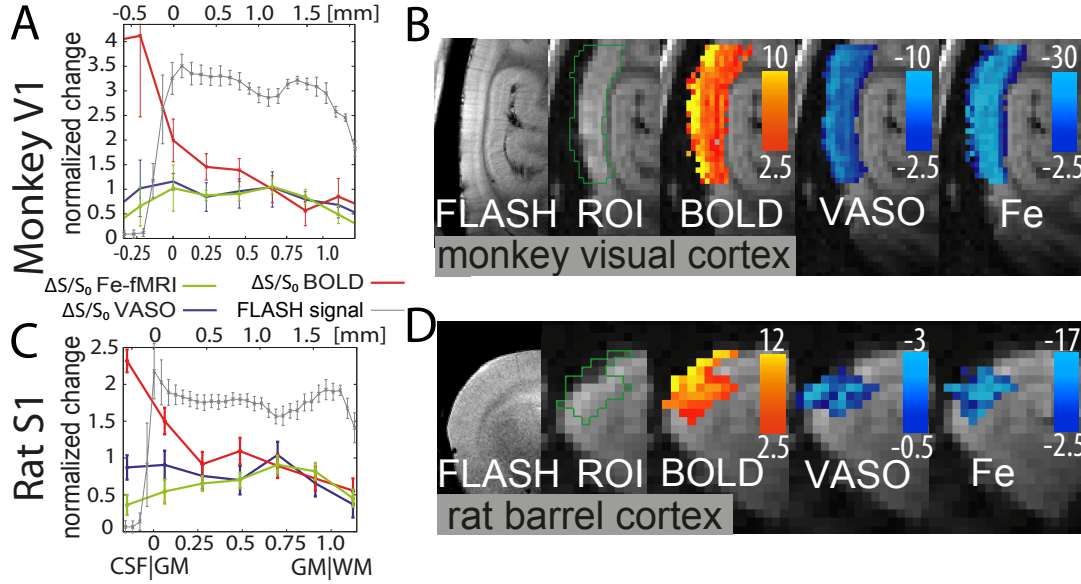 A
Monkey V1
-0.5 0 0.5 1 [mm]
normalized change
4
3.5
3
2.5
2
1.5
1
0.5
0
-0.25 0 0.25 0.5 0.75 1.0
ΔS/S₀ Fe-fMRI ΔS/S₀ BOLD
ΔS/S₀ VASO FLASH signal
B
10 -10 -30
2.5 -2.5 -2.5
FLASH ROI BOLD VASO Fe
monkey visual cortex
C
Rat S1
0 0.5 1 1.5 [mm]
normalized change
2.5
2
1.5
1
0.5
0
0 0.25 0.5 0.75 1.0
CSF|GM GM|WM
D
12 -3 -17
2.5 -0.5 -2.5
FLASH ROI BOLD VASO Fe
rat barrel cortex